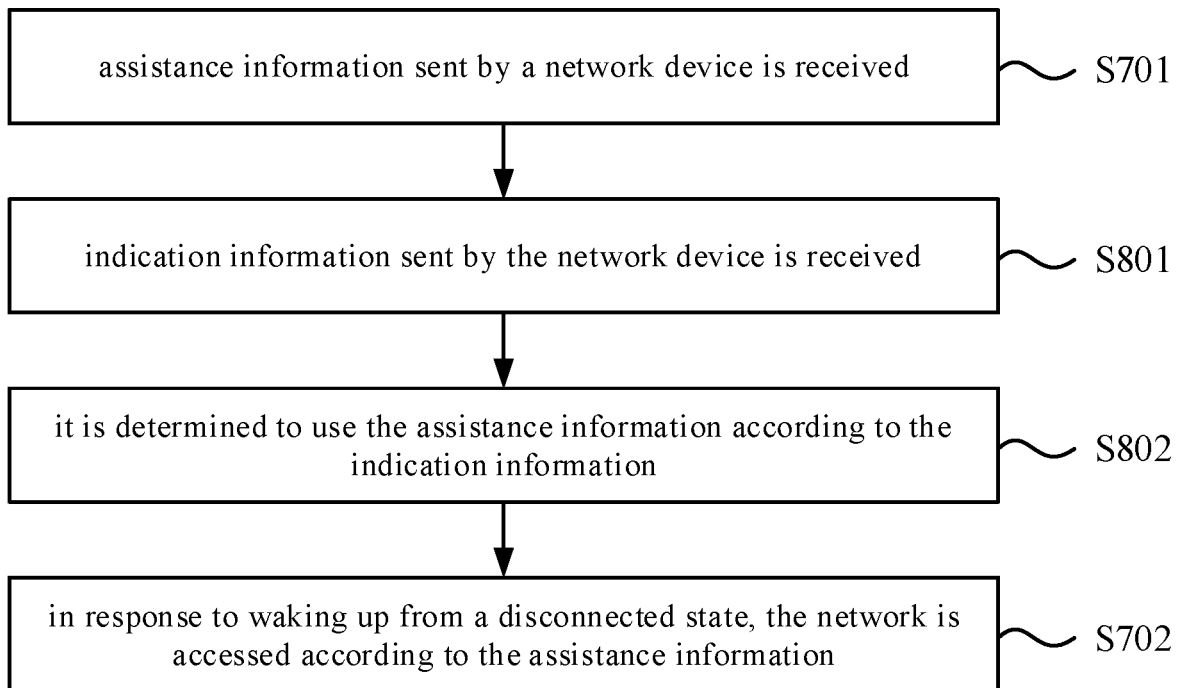 assistance information sent by a network device is received
S701
indication information sent by the network device is received
S801
it is determined to use the assistance information according to the
indication information
S802
in response to waking up from a disconnected state, the network is
accessed according to the assistance information
S702